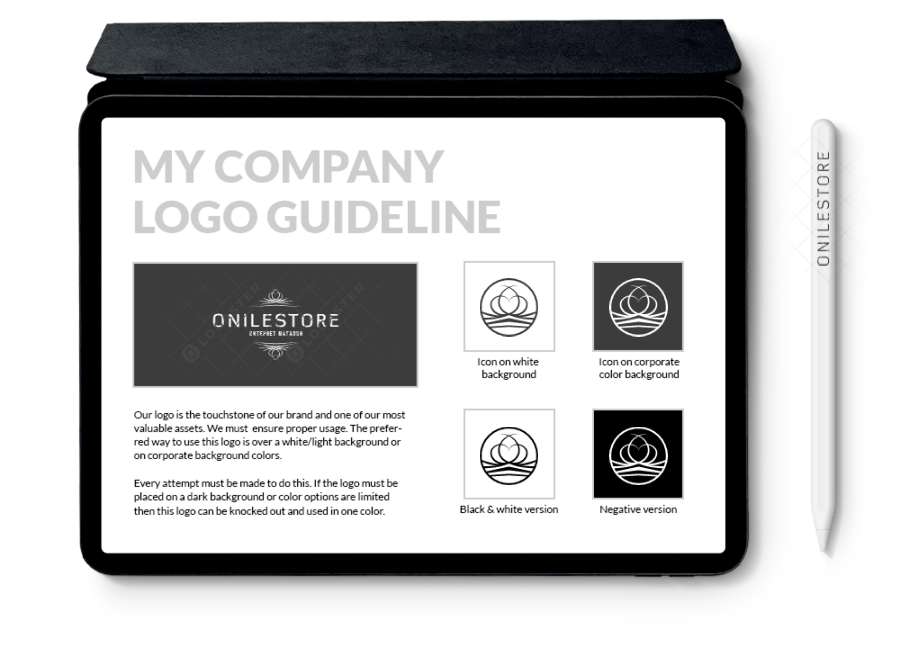 MY COMPANY
LOGO GUIDELINE
ONILESTORE
ІНТЕРНЕТ МАГАЗИН
Icon on white
background
Icon on corporate
color background
Our logo is the touchstone of our brand and one of our most
valuable assets. We must ensure proper usage. The prefer-
red way to use this logo is over a white/light background or
on corporate background colors.
Every attempt must be made to do this. If the logo must be
placed on a dark background or color options are limited
then this logo can be knocked out and used in one color.
Black & white version
Negative version
ONILESTORE